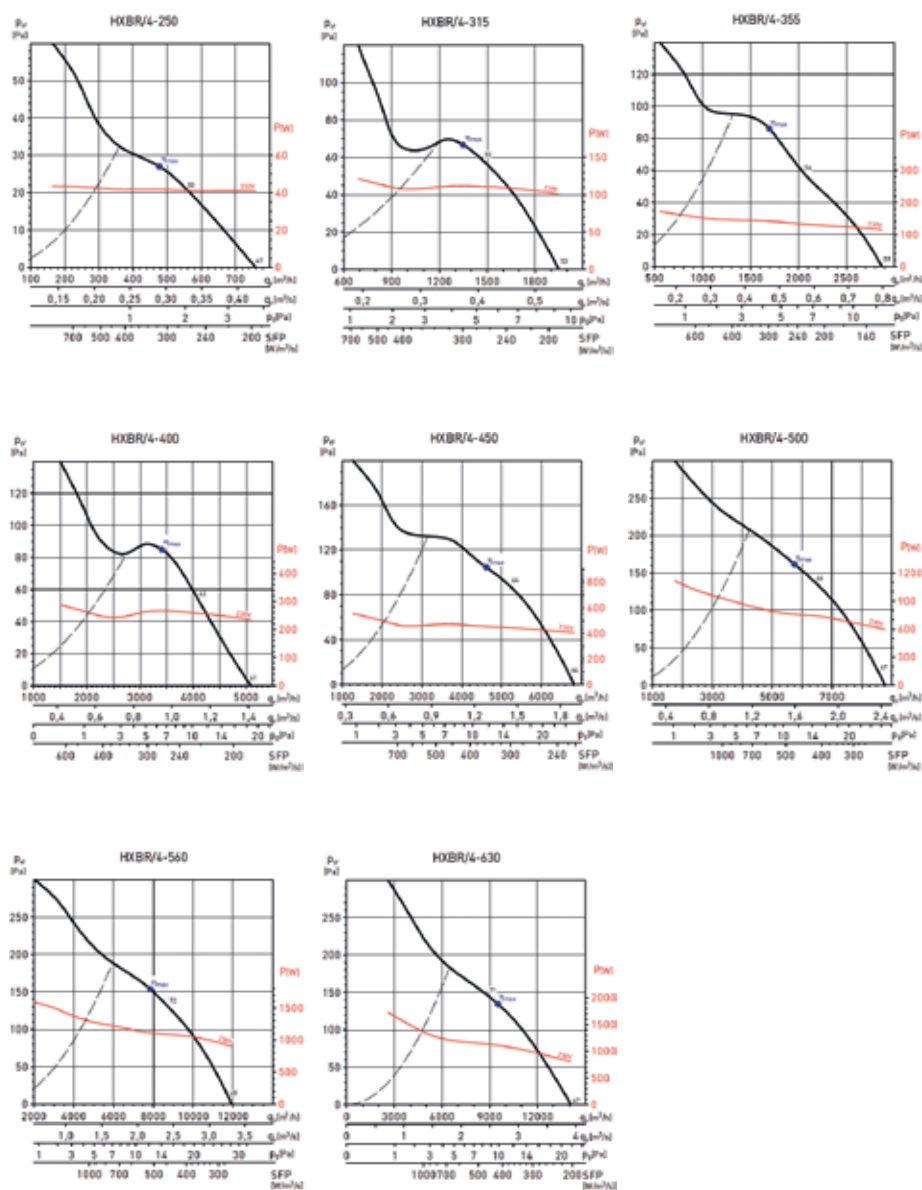 HXBR/4-250
HXBR/4-315
HXBR/4-355
[Pa]
[Pa]
[Pa]
50
40
30
20
10
0
P(W)
60
40
20
0
100 200 300 400 500 600 700 qv[m³/h]
0,15 0,20 0,25 0,30 0,35 0,40 qv[m³/s]
1 2 3 pd[Pa]
700 500 400 300 240 200 SFP
[W/m³/s]
120
100
80
60
40
20
0
P(W)
150
100
50
0
600 900 1200 1500 1800 qv[m³/h]
0,2 0,3 0,4 0,5 qv[m³/s]
1 2 3 5 7 10 pd[Pa]
700 500 400 300 240 200 SFP
[W/m³/s]
120
100
80
60
40
20
0
P(W)
300
200
100
0
500 1000 1500 2000 2500 qv[m³/h]
0,2 0,3 0,4 0,5 0,6 0,7 0,8 qv[m³/s]
1 3 5 7 10 pd[Pa]
600 400 300 240 200 160 SFP
[W/m³/s]
HXBR/4-400
HXBR/4-450
HXBR/4-500
[Pa]
[Pa]
[Pa]
120
100
80
60
40
20
0
P(W)
400
300
200
100
0
1000 2000 3000 4000 5000 qv[m³/h]
0,4 0,6 0,8 1,0 1,2 1,4 qv[m³/s]
0 1 3 5 7 10 14 20 pd[Pa]
600 400 300 240 200 SFP
[W/m³/s]
160
120
80
40
0
P(W)
800
600
400
200
0
1000 2000 3000 4000 5000 6000 qv[m³/h]
0,3 0,6 0,9 1,2 1,5 1,8 qv[m³/s]
1 3 5 7 10 14 20 pd[Pa]
700 500 400 300 240 SFP
[W/m³/s]
300
250
200
150
100
50
0
P(W)
1200
900
600
300
0
1000 3000 5000 7000 qv[m³/h]
0,4 0,8 1,2 1,6 2,0 2,4 qv[m³/s]
1 3 5 7 10 14 20 pd[Pa]
1000 700 500 400 300 SFP
[W/m³/s]
HXBR/4-560
HXBR/4-630
[Pa]
[Pa]
250
200
150
100
50
0
P(W)
1500
1000
500
0
2000 4000 6000 8000 10000 12000 qv[m³/h]
1,0 1,5 2,0 2,5 3,0 3,5 qv[m³/s]
1 3 5 7 10 14 20 30 pd[Pa]
1000 700 500 400 300 SFP
[W/m³/s]
250
200
150
100
50
0
P(W)
2000
1500
1000
500
0
0 3000 6000 9000 12000 qv[m³/h]
0 1 2 3 4 qv[m³/s]
0 1 3 5 7 10 14 20 pd[Pa]
1000 700 500 400 300 200 SFP
[W/m³/s]